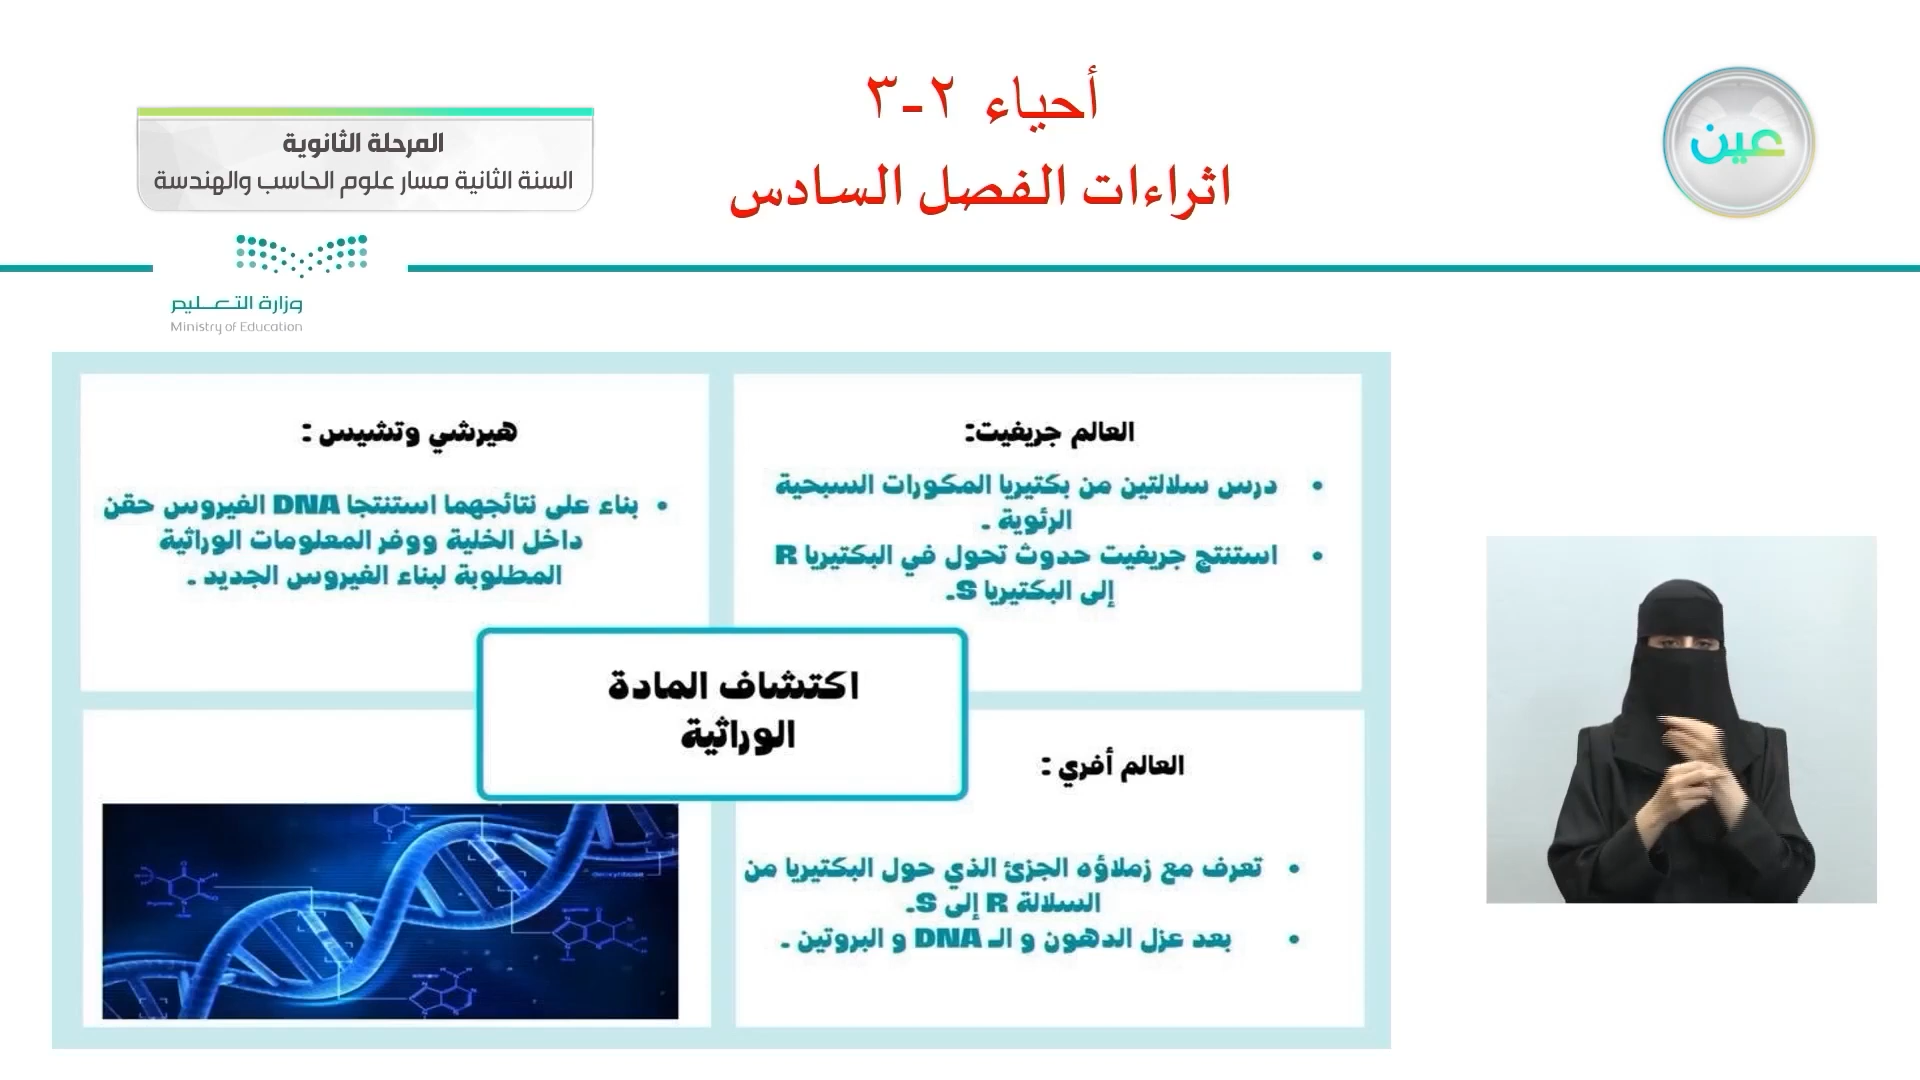 أحياء ٢-٣
اثراءات الفصل السادس
عين
المرحلة الثانوية
السنة الثانية مسار علوم الحاسب والهندسة
وزارة التعليم
Ministry of Education
العالم جريفيت:
• درس سلالتين من بكتيريا المكورات السبحية
الرئوية .
• استنتج جريفيت حدوث تحول في البكتيريا R
إلى البكتيريا S.
هيرشي وتشيس :
• بناء على نتائجهما استنتجا DNA الفيروس حقن
داخل الخلية ووفر المعلومات الوراثية
المطلوبة لبناء الفيروس الجديد .
اكتشاف المادة
الوراثية
العالم أفري :
• تعرف مع زملاؤه الجزئ الذي حول البكتيريا من
السلالة R إلى S.
• بعد عزل الدهون و الـ DNA و البروتين .